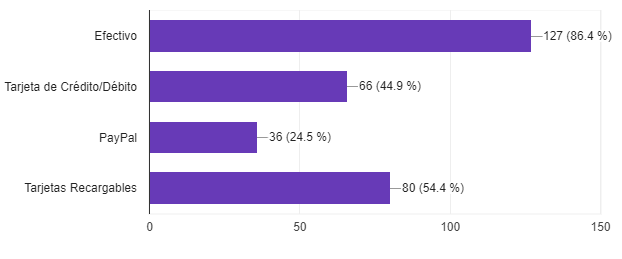 Efectivo
127 (86.4 %)
Tarjeta de Crédito/Débito
66 (44.9 %)
PayPal
36 (24.5 %)
Tarjetas Recargables
80 (54.4 %)
0
50
100
150